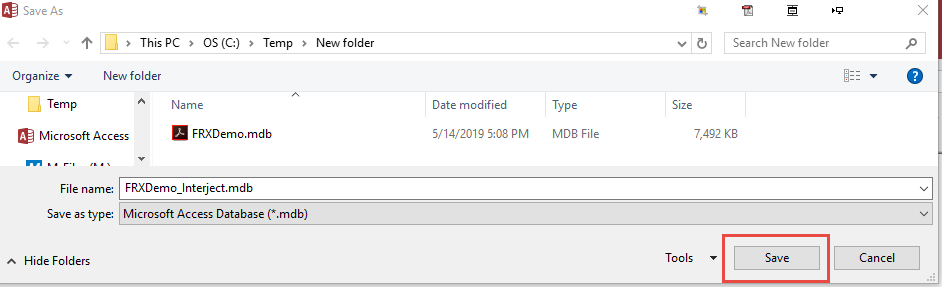 Save As
This PC > OS (C:) > Temp > New folder
Search New folder
Organize
New folder
?
Temp
Microsoft Access
Name
Date modified
Type
Size
FRXDemo.mdb
5/14/2019 5:08 PM
MDB File
7,492 KB
File name:
FRXDemo_Interject.mdb
Save as type:
Microsoft Access Database (*.mdb)
Hide Folders
Tools
Save
Cancel